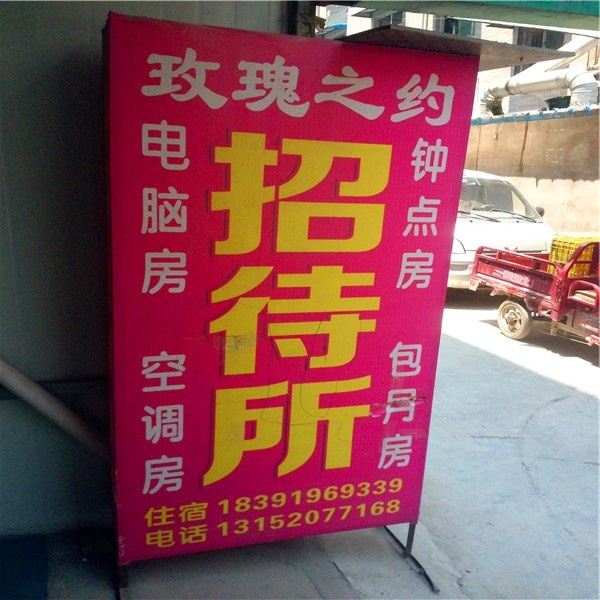 玫瑰之约
招待所
电脑房
空调房
钟点房
包月房
住宿 18391969339
电话 13152077168